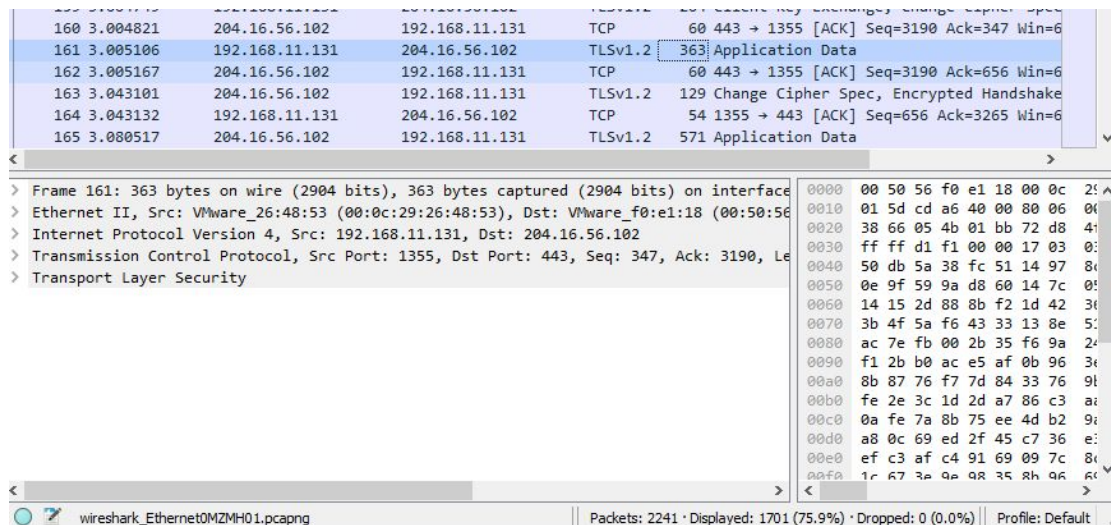 160 3.004821 204.16.56.102 192.168.11.131 TCP 60 443 → 1355 [ACK] Seq=3190 Ack=347 Win=6
161 3.005106 192.168.11.131 204.16.56.102 TLSv1.2 363 Application Data
162 3.005167 204.16.56.102 192.168.11.131 TCP 60 443 → 1355 [ACK] Seq=3190 Ack=656 Win=6
163 3.043101 204.16.56.102 192.168.11.131 TLSv1.2 129 Change Cipher Spec, Encrypted Handshake
164 3.043132 192.168.11.131 204.16.56.102 TCP 54 1355 → 443 [ACK] Seq=656 Ack=3265 Win=6
165 3.080517 204.16.56.102 192.168.11.131 TLSv1.2 571 Application Data
> Frame 161: 363 bytes on wire (2904 bits), 363 bytes captured (2904 bits) on interface
> Ethernet II, Src: VMware_26:48:53 (00:0c:29:26:48:53), Dst: VMware_f0:e1:18 (00:50:56
> Internet Protocol Version 4, Src: 192.168.11.131, Dst: 204.16.56.102
> Transmission Control Protocol, Src Port: 1355, Dst Port: 443, Seq: 347, Ack: 3190, Le
> Transport Layer Security
0000 00 50 56 f0 e1 18 00 0c 29
0010 01 5d cd a6 40 00 80 06
0020 38 66 05 4b 01 bb 72 d8
0030 ff ff d1 f1 00 00 17 03
0040 50 db 5a 38 fc 51 14 97
0050 0e 9f 59 9a d8 60 14 7c
0060 14 15 2d 88 8b f2 1d 42
0070 3b 4f 5a f6 43 33 13 8e
0080 ac 7e fb 00 2b 35 f6 9a
0090 f1 2b b0 ac e5 af 0b 96
00a0 8b 87 76 f7 7d 84 33 76
00b0 fe 2e 3c 1d 2d a7 86 c3
00c0 0a fe 7a 8b 75 ee 4d b2
00d0 a8 0c 69 ed 2f 45 c7 36
00e0 ef c3 af c4 91 69 09 7c
00f0 1c 67 3e 9e 98 35 8b 96
wireshark_Ethernet0MZMH01.pcapng Packets: 2241 · Displayed: 1701 (75.9%) · Dropped: 0 (0.0%) Profile: Default